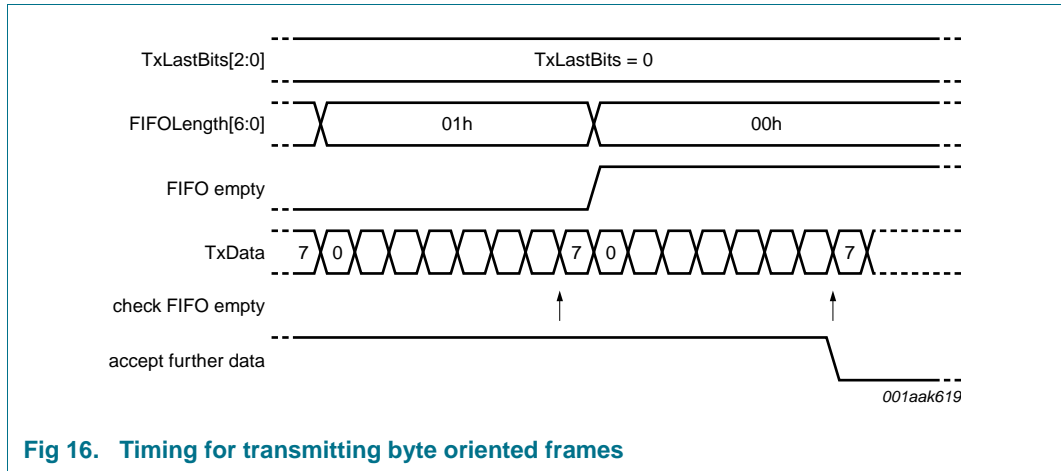 TxLastBits[2:0] TxLastBits = 0
FIFOLength[6:0] 01h 00h
FIFO empty
TxData 7 0 7 0 7
check FIFO empty
accept further data
001aak619
Fig 16. Timing for transmitting byte oriented frames